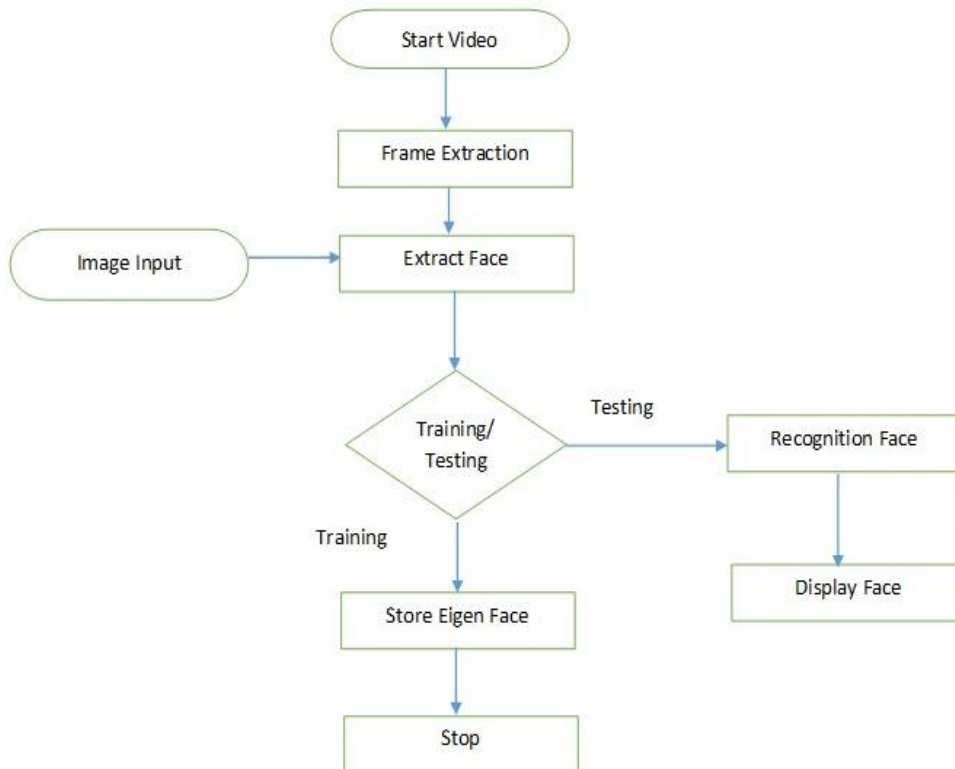 Start Video
Frame Extraction
Image Input
Extract Face
Training/
Testing
Testing
Recognition Face
Training
Display Face
Store Eigen Face
Stop